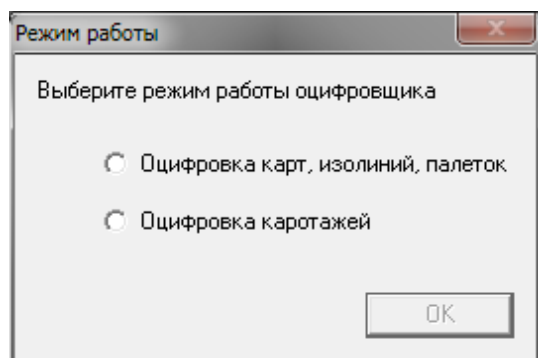 Режим работы
Выберите режим работы оцифровщика
Оцифровка карт, изолиний, палеток
Оцифровка каротажей
OK